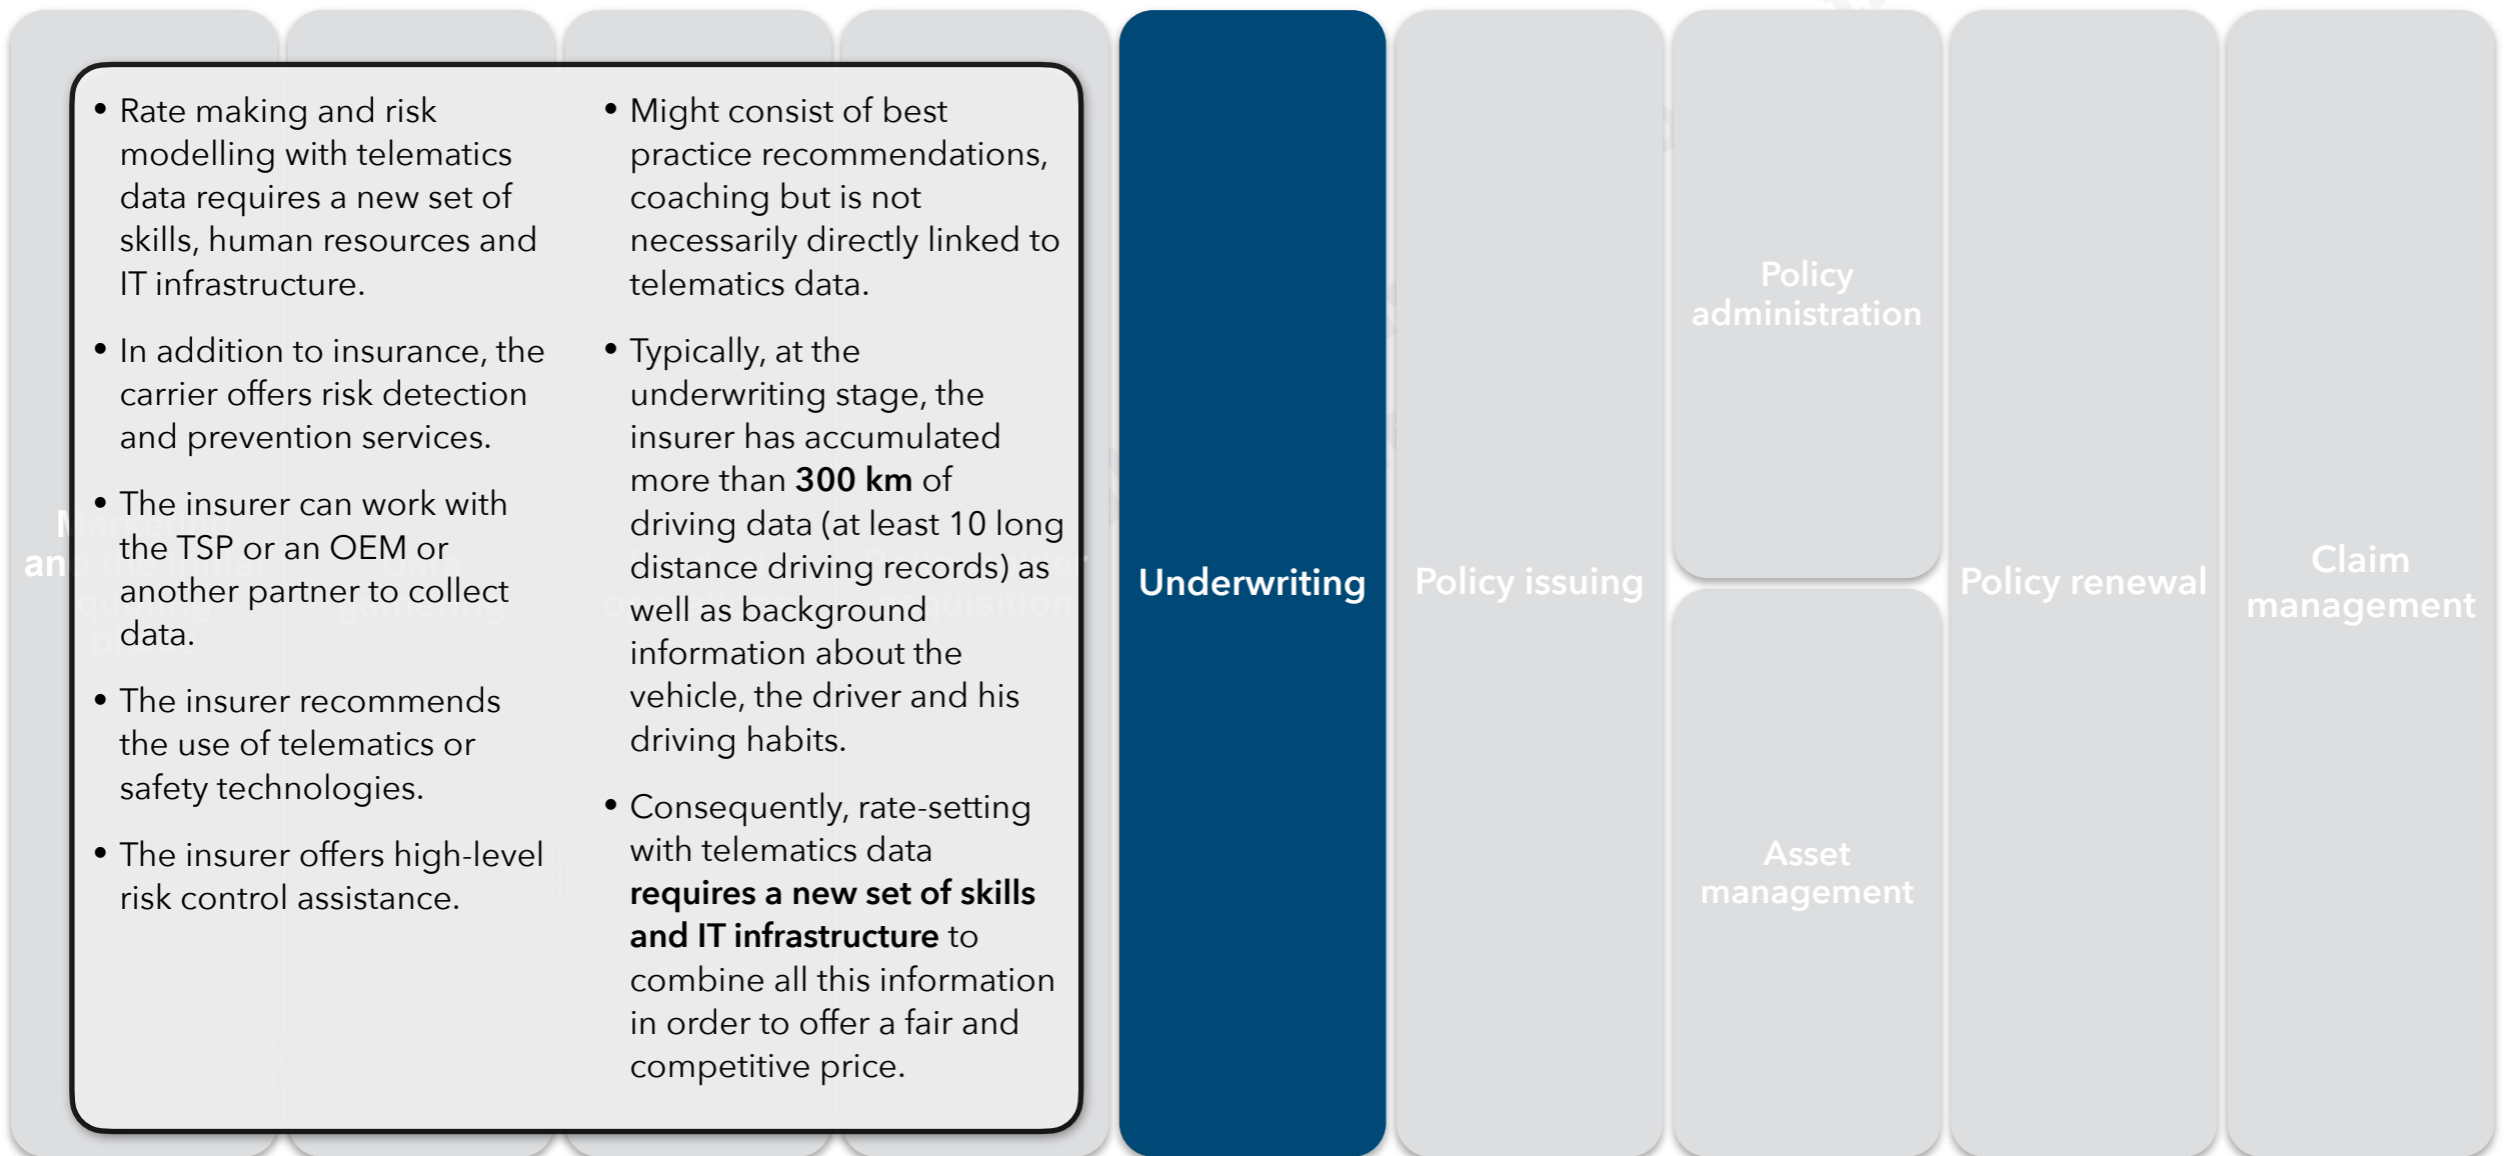 • Rate making and risk
modelling with telematics
data requires a new set of
skills, human resources and
IT infrastructure.
• In addition to insurance, the
carrier offers risk detection
and prevention services.
• The insurer can work with
the TSP or an OEM or
another partner to collect
data.
• The insurer recommends
the use of telematics or
safety technologies.
• The insurer offers high-level
risk control assistance.
• Might consist of best
practice recommendations,
coaching but is not
necessarily directly linked to
telematics data.
• Typically, at the
underwriting stage, the
insurer has accumulated
more than 300 km of
driving data (at least 10 long
distance driving records) as
well as background
information about the
vehicle, the driver and his
driving habits.
• Consequently, rate-setting
with telematics data
requires a new set of skills
and IT infrastructure to
combine all this information
in order to offer a fair and
competitive price.
Underwriting
Policy issuing
Policy
administration
Asset
management
Policy renewal
Claim
management